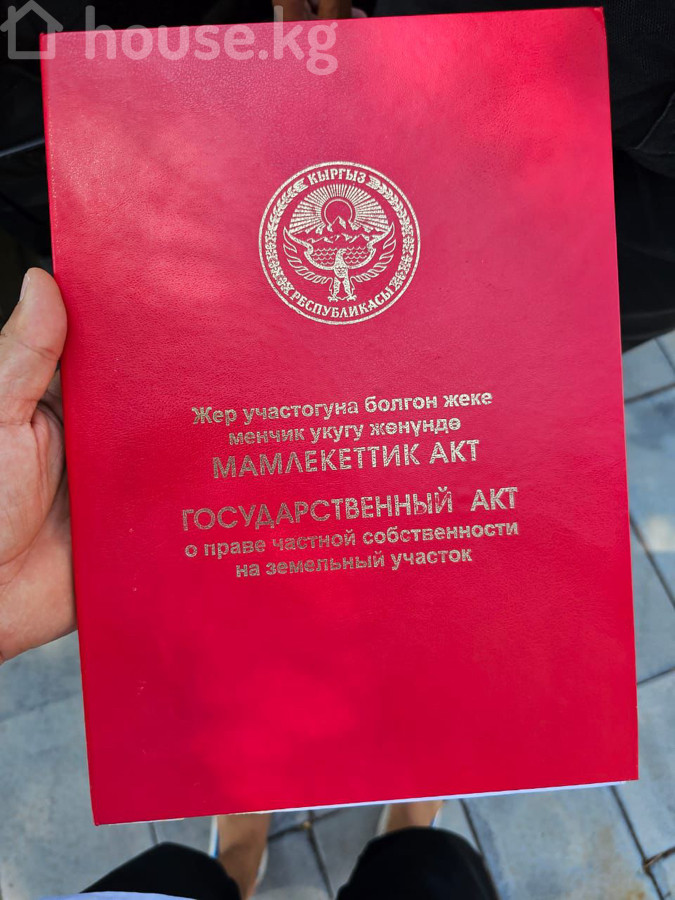 house.kg
КЫРГЫЗ
РЕСПУБЛИКАСЫ
Жер участогуна болгон жеке
менчик укугу жөнүндө
МАМЛЕКЕТТИК АКТ
ГОСУДАРСТВЕННЫЙ АКТ
о праве частной собственности
на земельный участок